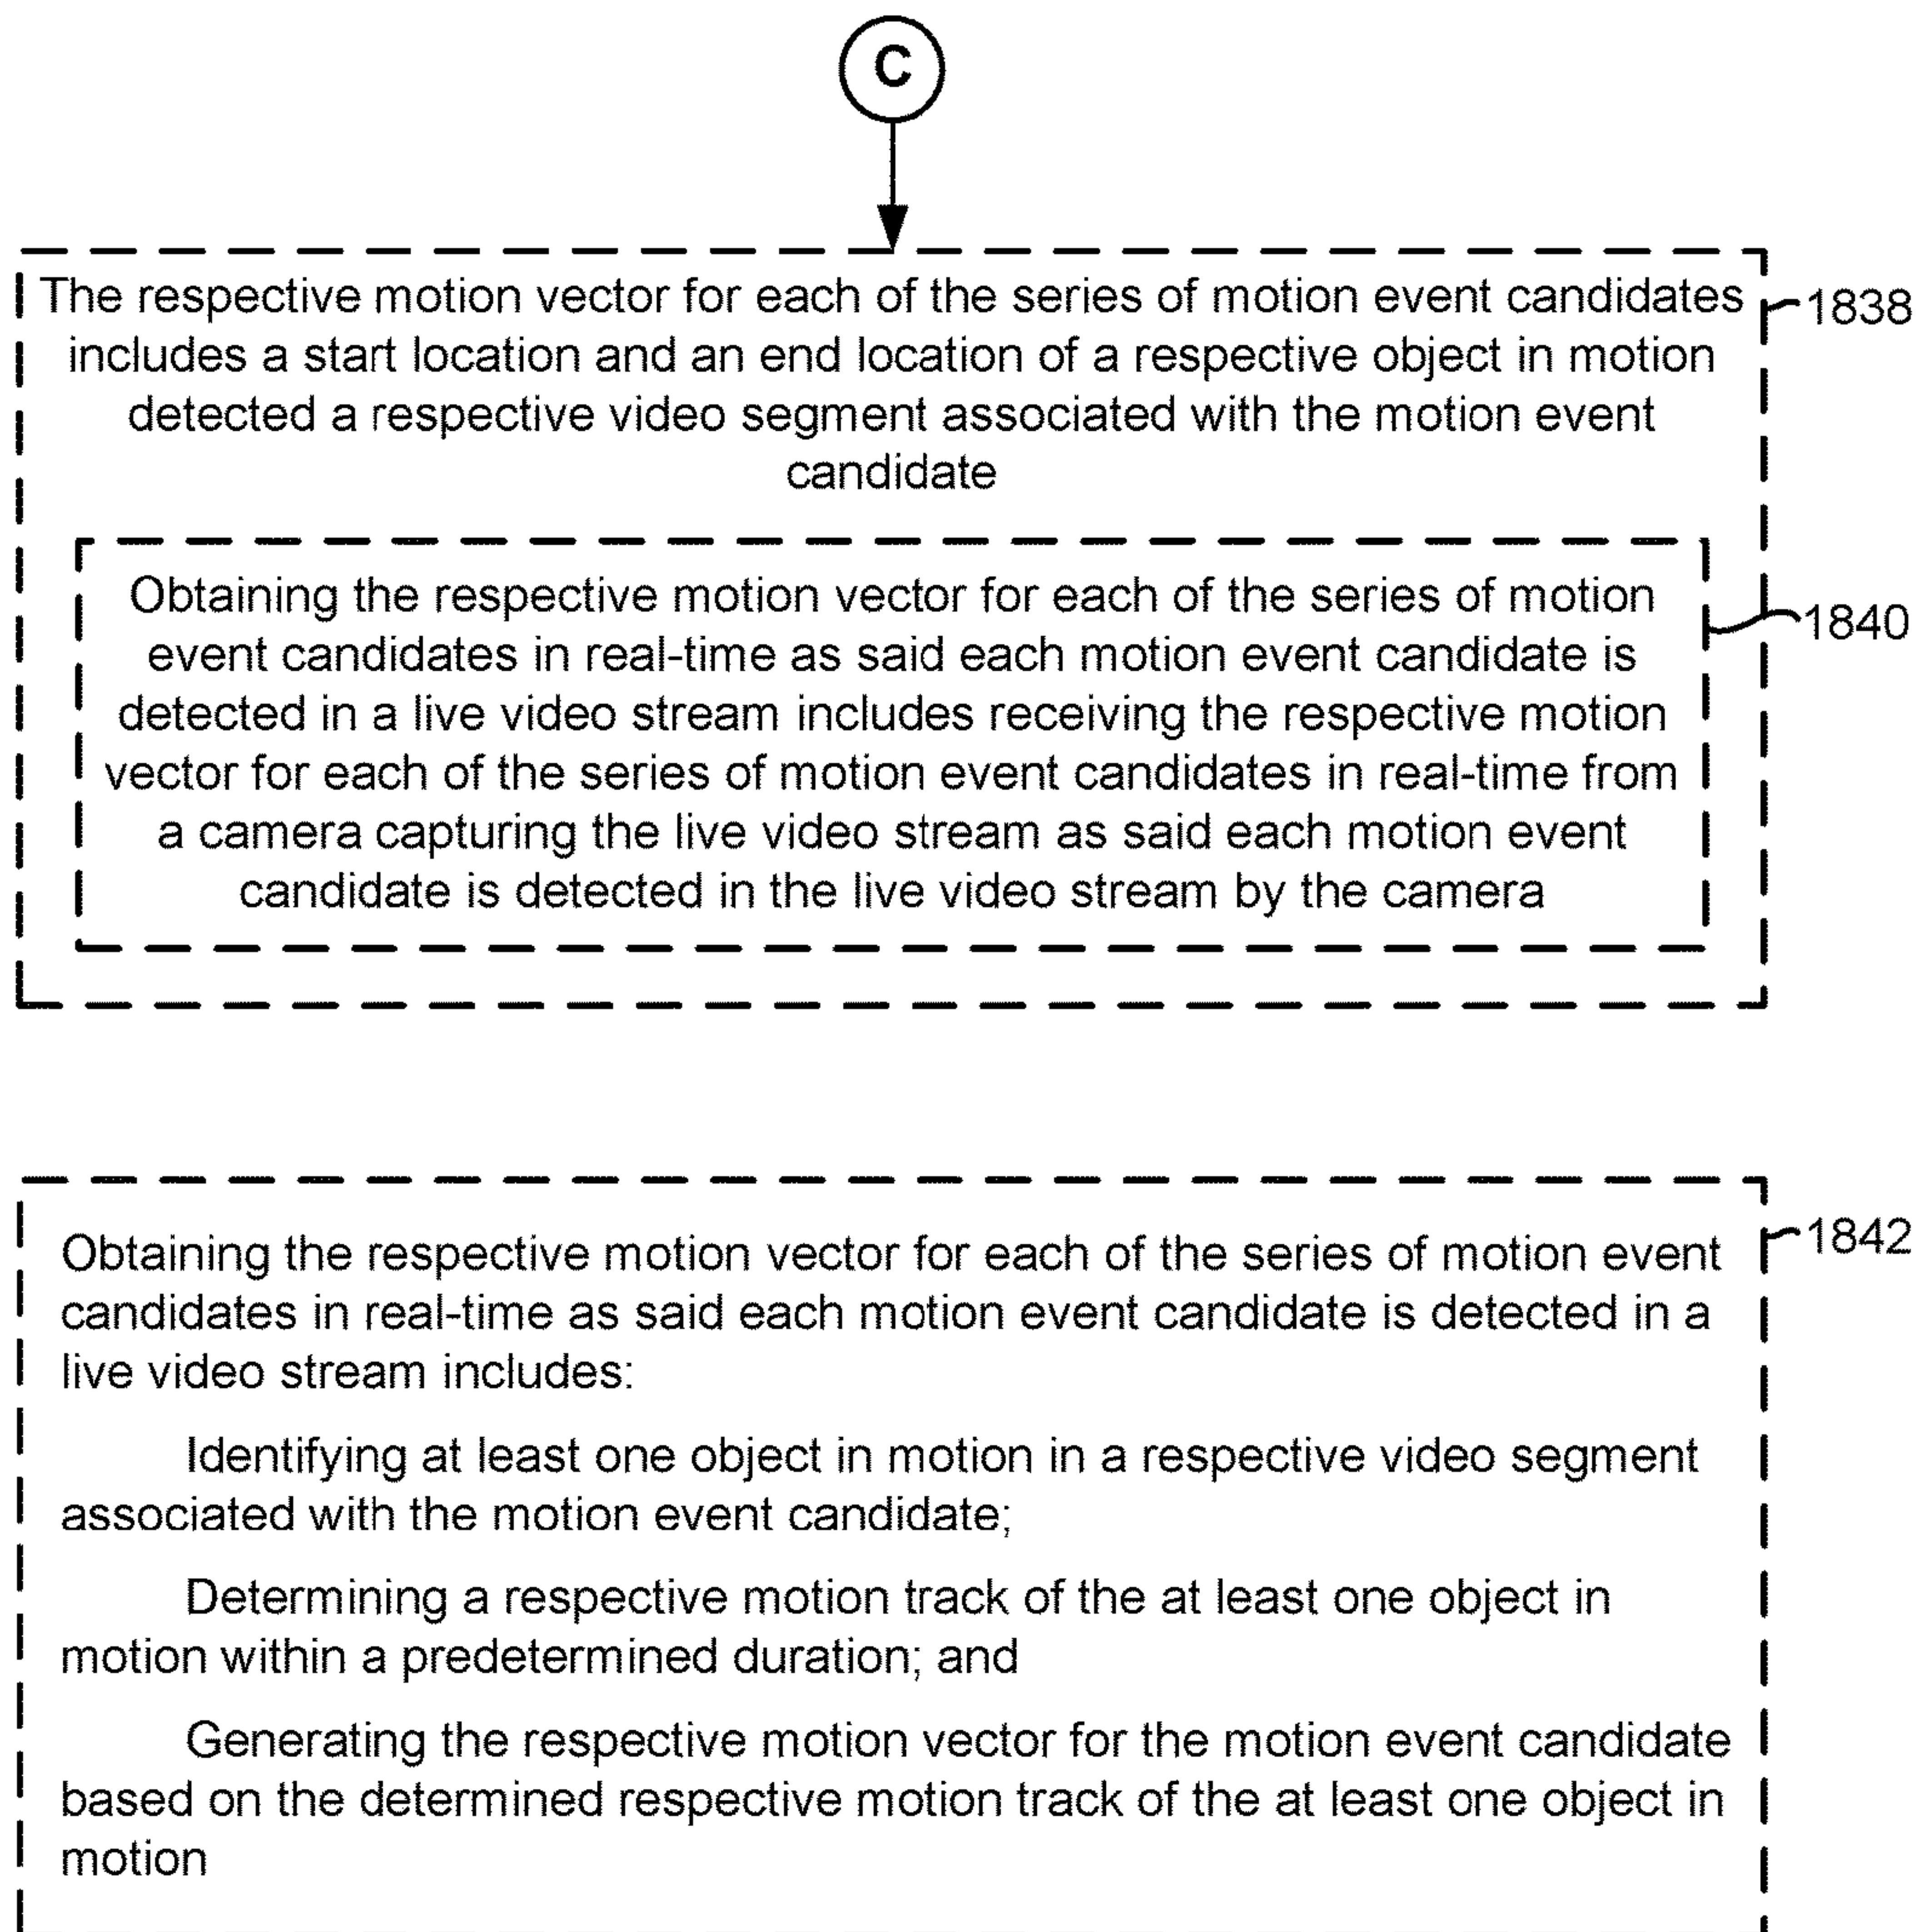 C
The respective motion vector for each of the series of motion event candidates
includes a start location and an end location of a respective object in motion
detected a respective video segment associated with the motion event
candidate
1838
Obtaining the respective motion vector for each of the series of motion
event candidates in real-time as said each motion event candidate is
detected in a live video stream includes receiving the respective motion
vector for each of the series of motion event candidates in real-time from
a camera capturing the live video stream as said each motion event
candidate is detected in the live video stream by the camera
1840
Obtaining the respective motion vector for each of the series of motion event
candidates in real-time as said each motion event candidate is detected in a
live video stream includes:
Identifying at least one object in motion in a respective video segment
associated with the motion event candidate;
Determining a respective motion track of the at least one object in
motion within a predetermined duration; and
Generating the respective motion vector for the motion event candidate
based on the determined respective motion track of the at least one object in
motion
1842